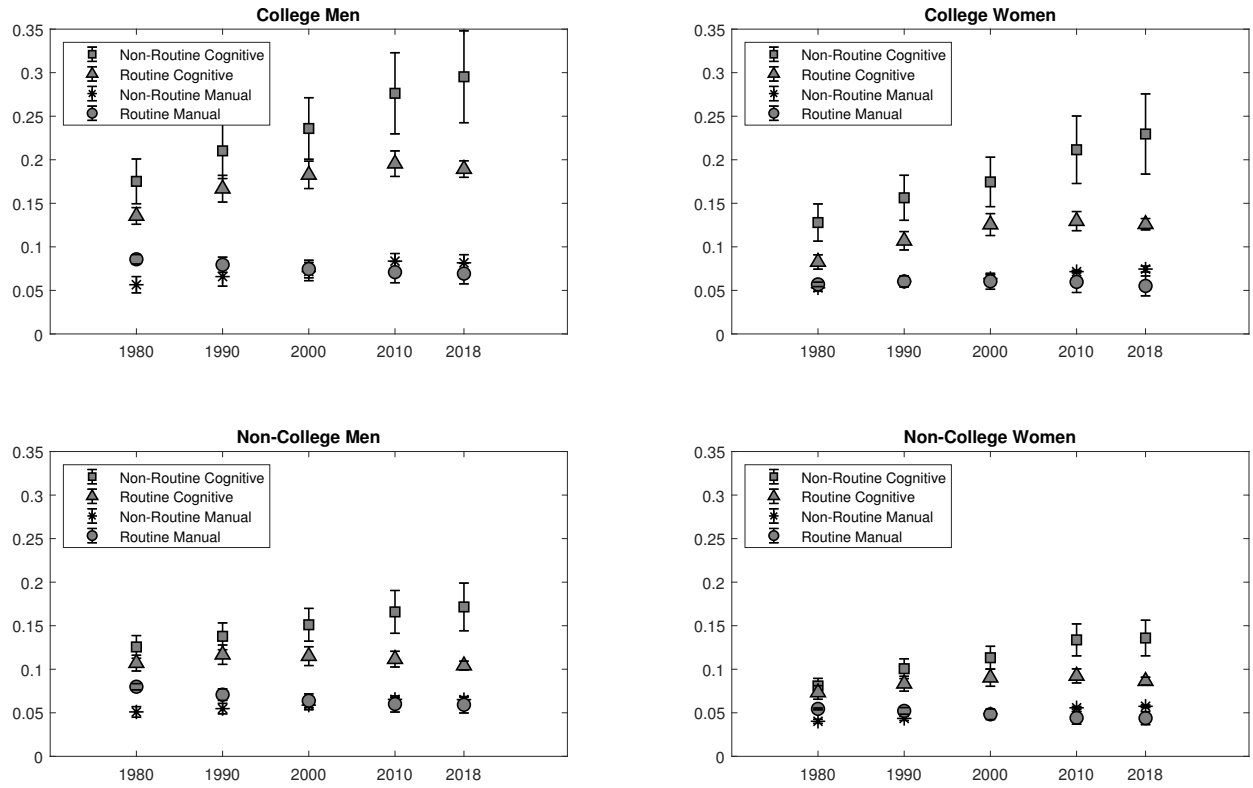 College Men
0.35
0.3
0.25
0.2
0.15
0.1
0.05
0
Non-Routine Cognitive
Routine Cognitive
Non-Routine Manual
Routine Manual
1980 1990 2000 2010 2018
College Women
0.35
0.3
0.25
0.2
0.15
0.1
0.05
0
Non-Routine Cognitive
Routine Cognitive
Non-Routine Manual
Routine Manual
1980 1990 2000 2010 2018
Non-College Men
0.35
0.3
0.25
0.2
0.15
0.1
0.05
0
Non-Routine Cognitive
Routine Cognitive
Non-Routine Manual
Routine Manual
1980 1990 2000 2010 2018
Non-College Women
0.35
0.3
0.25
0.2
0.15
0.1
0.05
0
Non-Routine Cognitive
Routine Cognitive
Non-Routine Manual
Routine Manual
1980 1990 2000 2010 2018